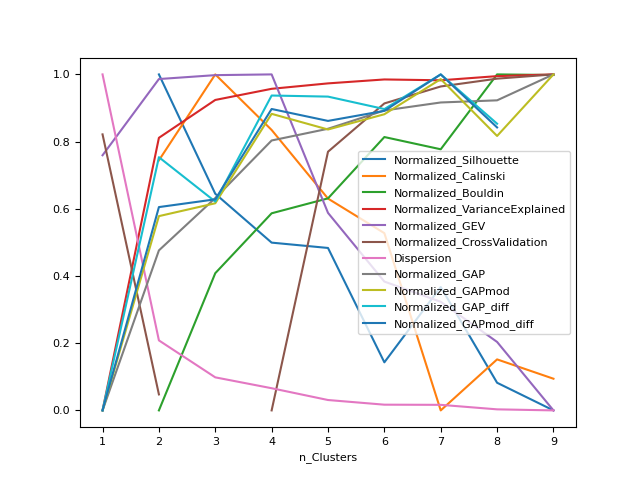 1.0
0.8
0.6
0.4
0.2
0.0
Normalized_Silhouette
Normalized_Calinski
Normalized_Bouldin
Normalized_VarianceExplained
Normalized_GEV
Normalized_CrossValidation
Dispersion
Normalized_GAP
Normalized_GAPmod
Normalized_GAP_diff
Normalized_GAPmod_diff
1 2 3 4 5 6 7 8 9
n_Clusters